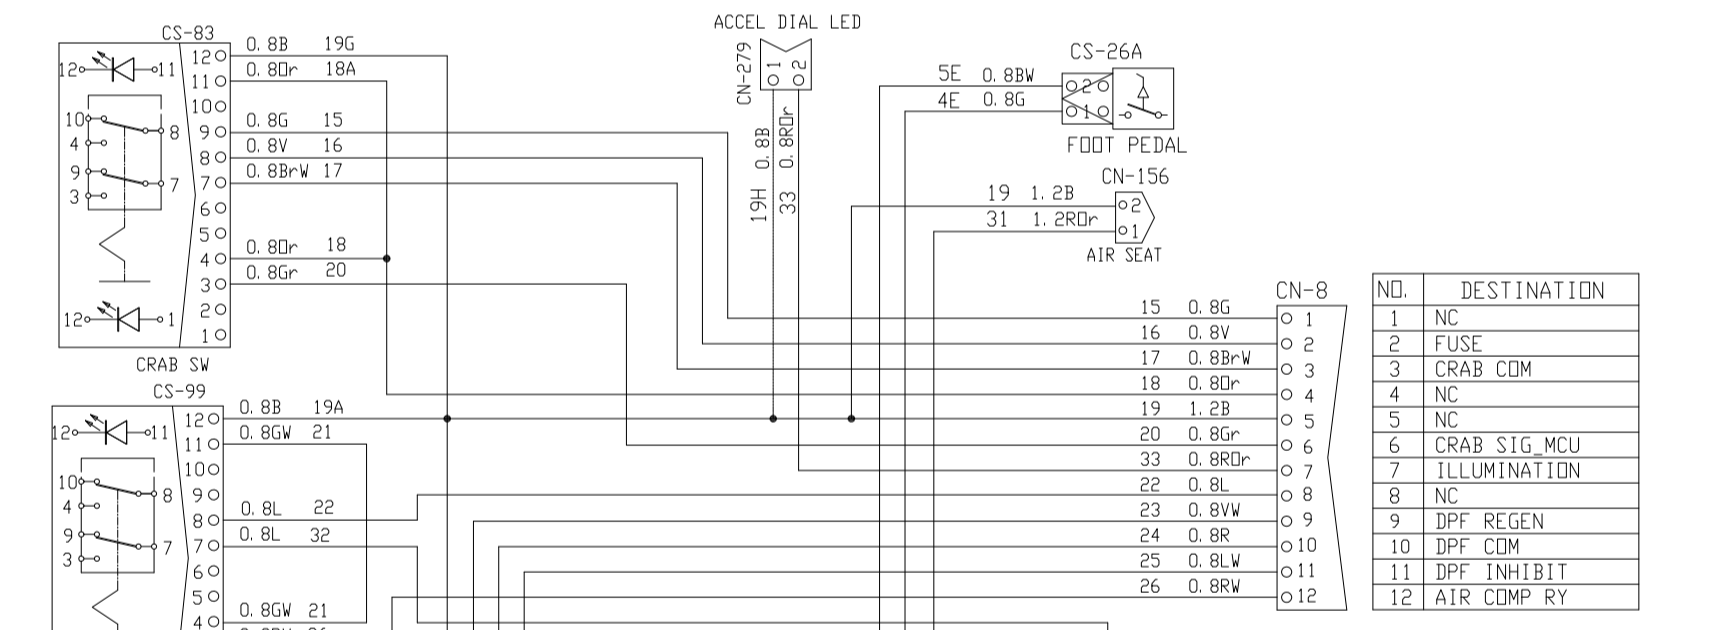 ACCEL DIAL LED
CN-279
1
2
19H 0.8B
33 0.8ROr
CS-83
12 11
10 8
4
9 7
3
12 1
12 0.8B 19G
11 0.8Or 18A
10
9 0.8G 15
8 0.8V 16
7 0.8BrW 17
6
5
4 0.8Or 18
3 0.8Gr 20
2
1
CRAB SW
CS-26A
5E 0.8BW 2
4E 0.8G 1
FOOT PEDAL
CN-156
19 1.2B 2
31 1.2ROr 1
AIR SEAT
CS-99
12 11
10 8
4
9 7
3
12 0.8B 19A
11 0.8GW 21
10
9
8 0.8L 22
7 0.8L 32
6
5
4 0.8GW 21
CN-8
15 0.8G 1
16 0.8V 2
17 0.8BrW 3
18 0.8Or 4
19 1.2B 5
20 0.8Gr 6
33 0.8ROr 7
22 0.8L 8
23 0.8VW 9
24 0.8R 10
25 0.8LW 11
26 0.8RW 12
NO. DESTINATION
1 NC
2 FUSE
3 CRAB COM
4 NC
5 NC
6 CRAB SIG_MCU
7 ILLUMINATION
8 NC
9 DPF REGEN
10 DPF COM
11 DPF INHIBIT
12 AIR COMP RY